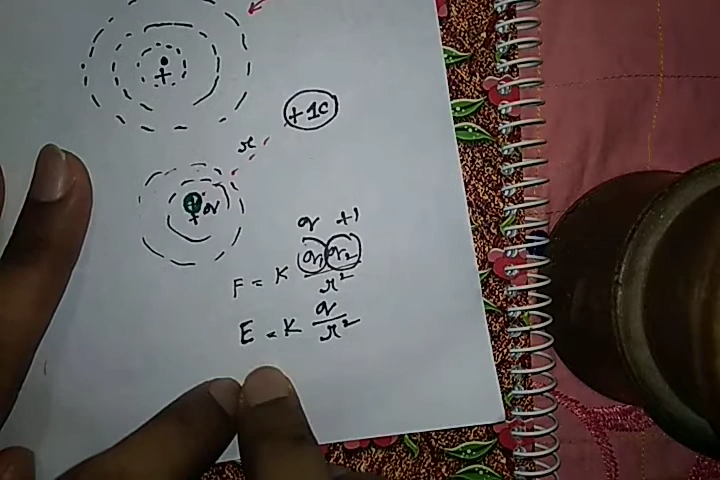 +
+1C
r
+ q
q +1
F = K q1 q2 / r²
E = K q / r²